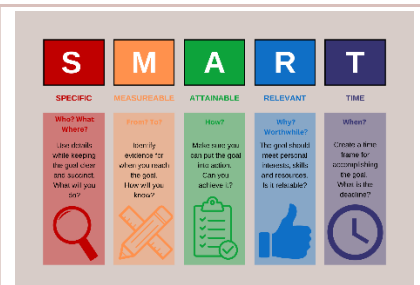 S M A R T
SPECIFIC MEASUREABLE ATTAINABLE RELEVANT TIME
Who? What
Where?
Use details
while keeping
the goal clear
and succinct.
What will you
do?
From? To?
Identify
evidence for
when you reach
the goal.
How will you
know?
How?
Make sure you
can put the goal
into action.
Can you
achieve it?
Why?
Worthwhile?
The goal should
meet personal
interests, skills
and resources.
Is it relatable?
When?
Create a time
frame for
accomplishing
the goal.
What is the
deadline?